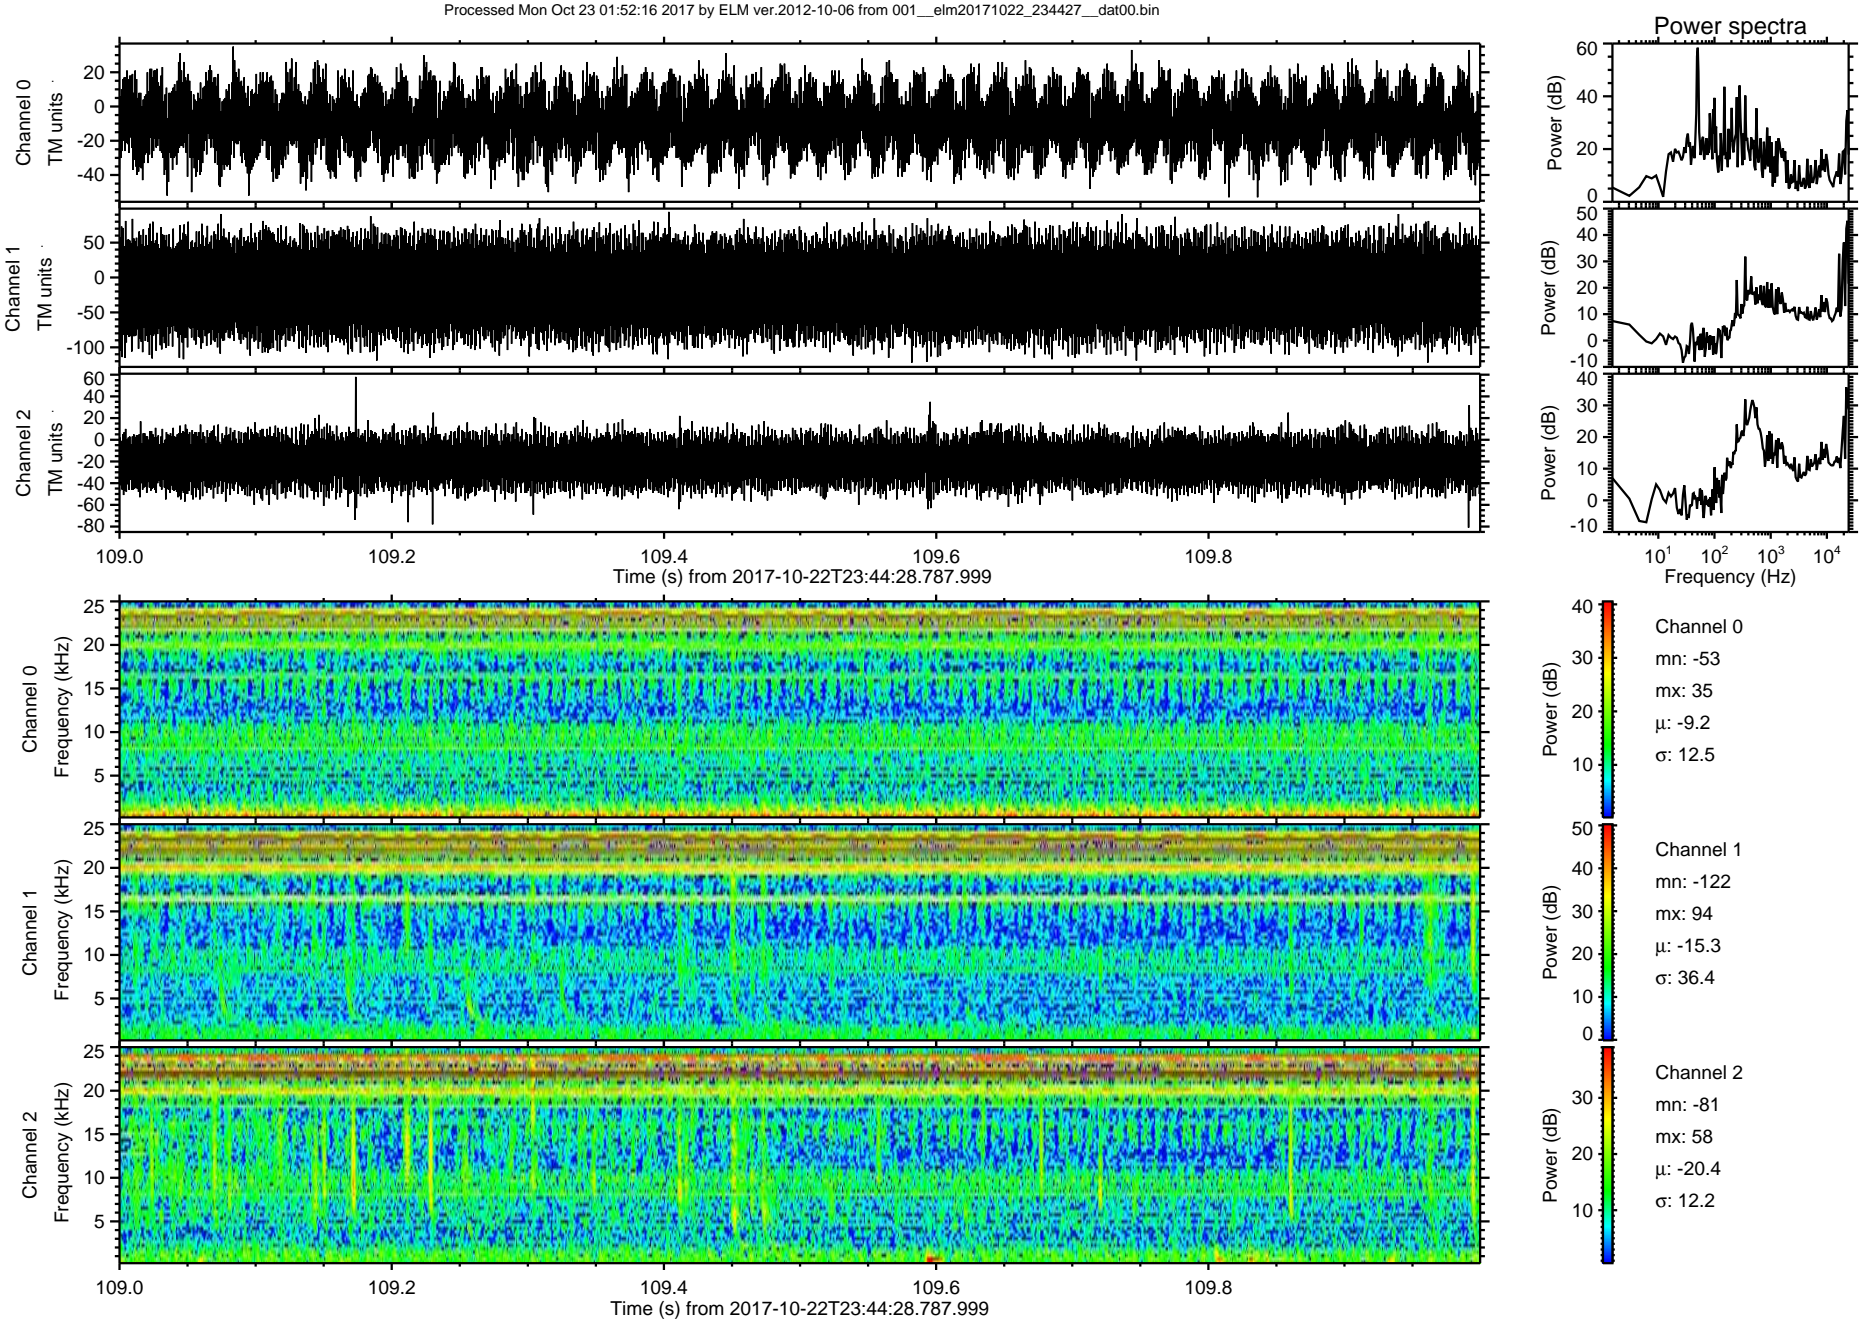 Processed Mon Oct 23 01:52:16 2017 by ELM ver.2012-10-06 from 001__elm20171022_234427__dat00.bin
Power spectra
Channel 0
TM units
20
0
-20
-40
Power (dB)
60
40
20
0
Channel 1
TM units
50
0
-50
-100
Power (dB)
50
40
30
20
10
0
-10
Channel 2
TM units
60
40
20
0
-20
-40
-60
-80
Power (dB)
40
30
20
10
0
-10
109.0 109.2 109.4 109.6 109.8
Time (s) from 2017-10-22T23:44:28.787.999
10¹ 10² 10³ 10⁴
Frequency (Hz)
Channel 0
Frequency (kHz)
25
20
15
10
5
Power (dB)
40
30
20
10
Channel 0
mn: -53
mx: 35
μ: -9.2
σ: 12.5
Channel 1
Frequency (kHz)
25
20
15
10
5
Power (dB)
50
40
30
20
10
0
Channel 1
mn: -122
mx: 94
μ: -15.3
σ: 36.4
Channel 2
Frequency (kHz)
25
20
15
10
5
Power (dB)
30
20
10
Channel 2
mn: -81
mx: 58
μ: -20.4
σ: 12.2
109.0 109.2 109.4 109.6 109.8
Time (s) from 2017-10-22T23:44:28.787.999